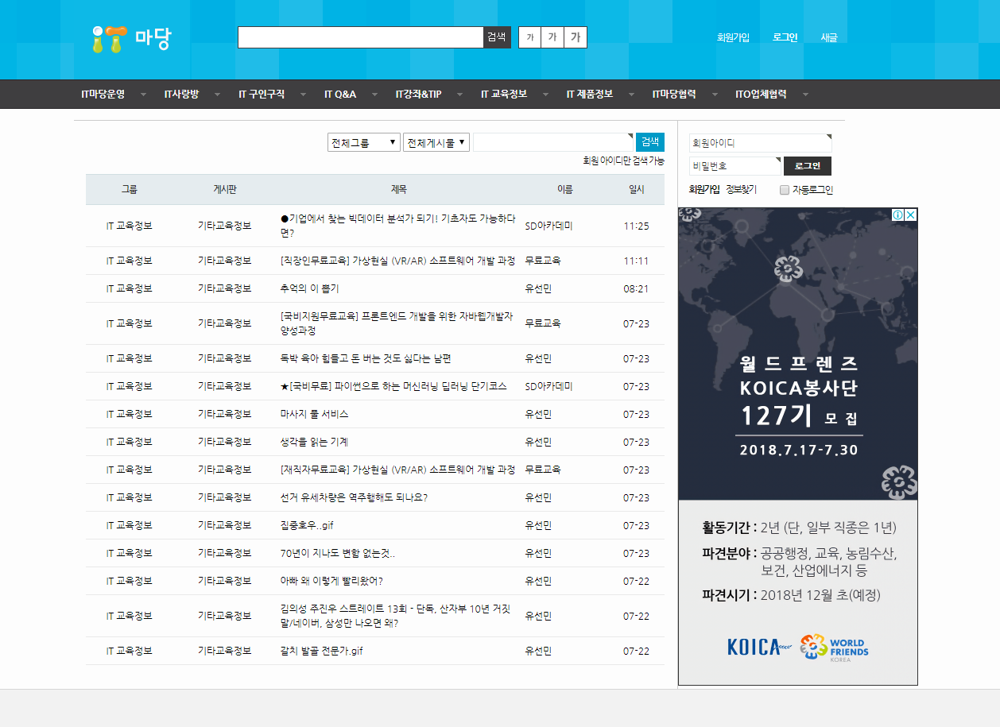 iT 마당
검색 가 가 가
회원가입 로그인 새글
IT마당운영 IT사랑방 IT 구인구직 IT Q&A IT강좌&TIP IT 교육정보 IT 제품정보 IT마당협력 ITO업체협력
전체그룹 전체게시물 검색
회원 아이디만 검색 가능
그룹 게시판 제목 이름 일시
IT 교육정보 기타교육정보 ●기업에서 찾는 빅데이터 분석가 되기! 기초자도 가능하다
면? SD아카데미 11:25
IT 교육정보 기타교육정보 [직장인무료교육] 가상현실 (VR/AR) 소프트웨어 개발 과정 무료교육 11:11
IT 교육정보 기타교육정보 추억의 이 뽑기 유선민 08:21
IT 교육정보 기타교육정보 [국비지원무료교육] 프론트엔드 개발을 위한 자바웹개발자
양성과정 무료교육 07-23
IT 교육정보 기타교육정보 독박 육아 힘들고 돈 버는 것도 싫다는 남편 유선민 07-23
IT 교육정보 기타교육정보 ★[국비무료] 파이썬으로 하는 머신러닝 딥러닝 단기코스 SD아카데미 07-23
IT 교육정보 기타교육정보 마사지 풀 서비스 유선민 07-23
IT 교육정보 기타교육정보 생각을 읽는 기계 유선민 07-23
IT 교육정보 기타교육정보 [재직자무료교육] 가상현실 (VR/AR) 소프트웨어 개발 과정 무료교육 07-23
IT 교육정보 기타교육정보 선거 유세차량은 역주행해도 되나요? 유선민 07-23
IT 교육정보 기타교육정보 집중호우..gif 유선민 07-23
IT 교육정보 기타교육정보 70년이 지나도 변함 없는것.. 유선민 07-23
IT 교육정보 기타교육정보 아빠 왜 이렇게 빨리왔어? 유선민 07-22
IT 교육정보 기타교육정보 김의성 주진우 스트레이트 13회 - 단독, 산자부 10년 거짓
말/네이버, 삼성만 나오면 왜? 유선민 07-22
IT 교육정보 기타교육정보 갈치 발골 전문가.gif 유선민 07-22
회원아이디
비밀번호 로그인
회원가입 정보찾기 자동로그인
월드프렌즈
KOICA봉사단
127기 모집
2018.7.17-7.30
활동기간 : 2년 (단, 일부 직종은 1년)
파견분야 : 공공행정, 교육, 농림수산,
보건, 산업에너지 등
파견시기 : 2018년 12월 초(예정)
KOICA WORLD
FRIENDS
KOREA